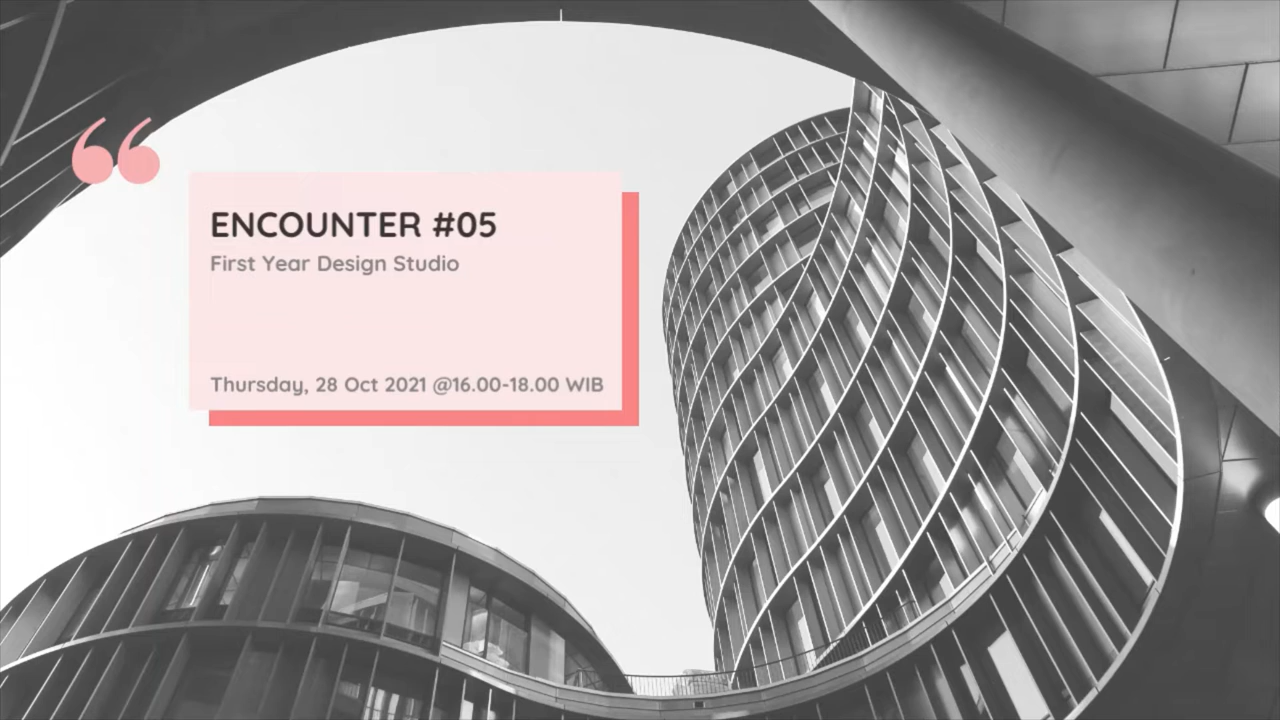 ENCOUNTER #05
First Year Design Studio
Thursday, 28 Oct 2021 @16.00-18.00 WIB